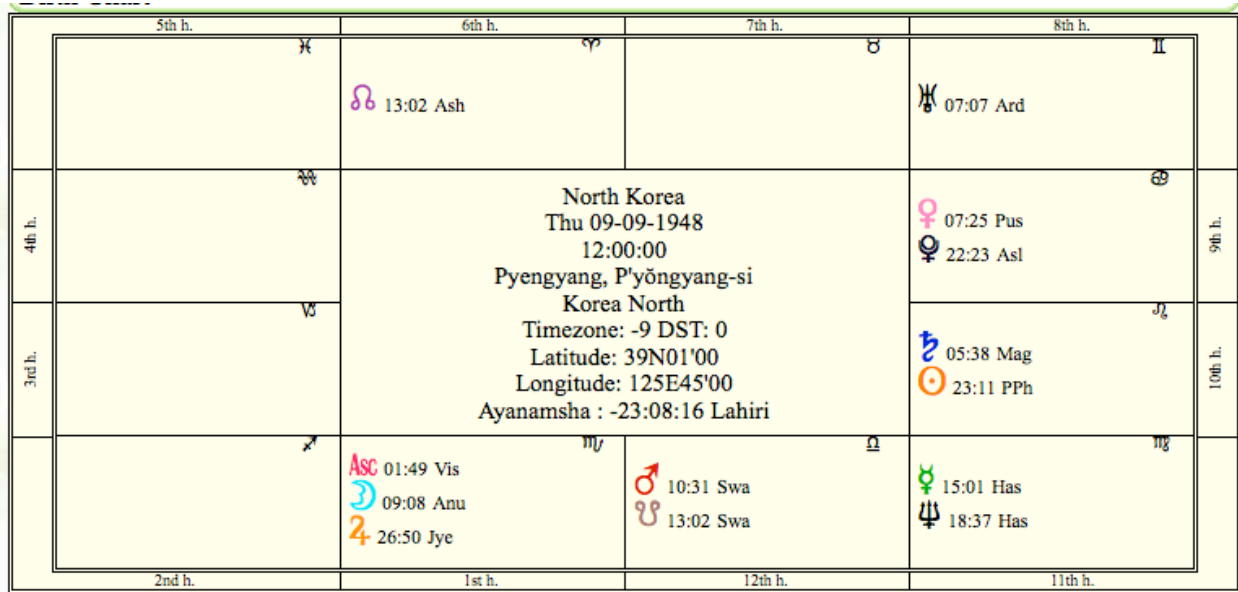 5th h. 6th h. 7th h. 8th h.
♓ ♈ ♉ ♊
☊ 13:02 Ash
♅ 07:07 Ard
4th h.
♒ ♋
North Korea
Thu 09-09-1948
12:00:00
Pyengyang, P'yŏngyang-si
Korea North
Timezone: -9 DST: 0
Latitude: 39N01'00
Longitude: 125E45'00
Ayanamsha : -23:08:16 Lahiri
♀ 07:25 Pus
♇ 22:23 Asl
9th h.
3rd h.
♑ ♌
♄ 05:38 Mag
☉ 23:11 PPh
10th h.
♐ ♏ ♎ ♍
Asc 01:49 Vis
☽ 09:08 Anu
♃ 26:50 Jye
♂ 10:31 Swa
☋ 13:02 Swa
☿ 15:01 Has
♆ 18:37 Has
2nd h. 1st h. 12th h. 11th h.